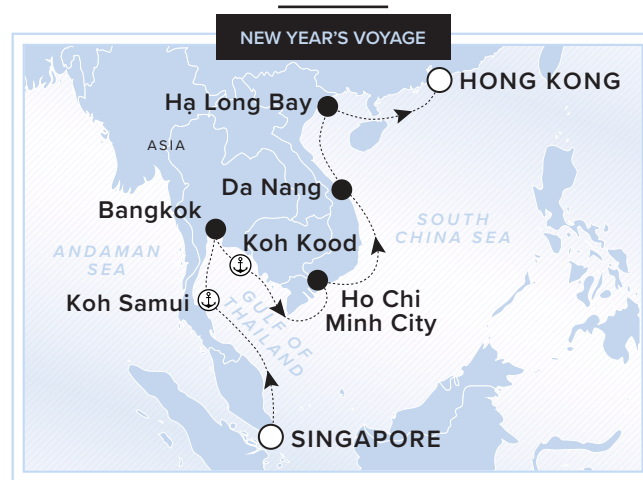 NEW YEAR'S VOYAGE
HONG KONG
Hạ Long Bay
ASIA
Da Nang
Bangkok
SOUTH
CHINA SEA
Koh Kood
ANDAMAN
SEA
Koh Samui
GULF OF
THAILAND
Ho Chi
Minh City
SINGAPORE